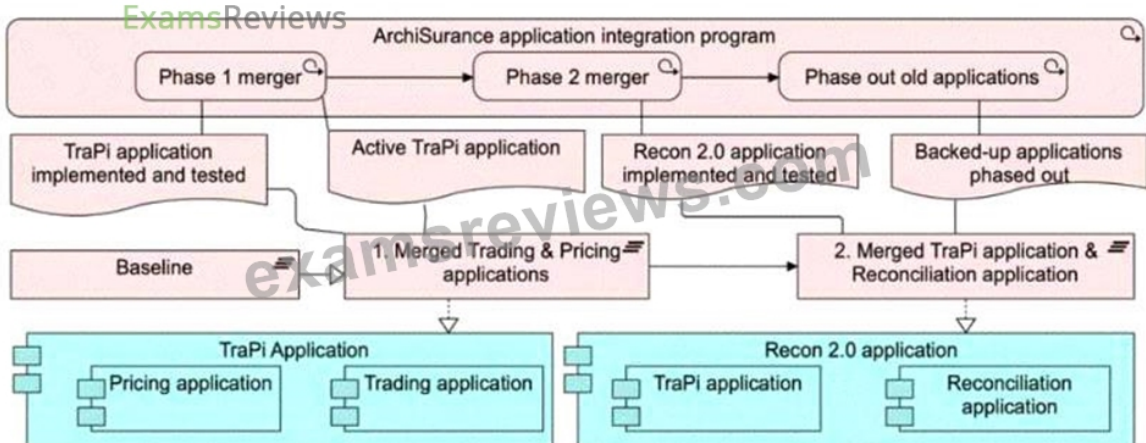 ExamsReviews
ArchiSurance application integration program
Phase 1 merger
Phase 2 merger
Phase out old applications
TraPi application
implemented and tested
Active TraPi application
Recon 2.0 application
implemented and tested
Backed-up applications
phased out
examsreviews.com
Baseline
1. Merged Trading & Pricing
applications
2. Merged TraPi application &
Reconciliation application
TraPi Application
Pricing application
Trading application
Recon 2.0 application
TraPi application
Reconciliation
application